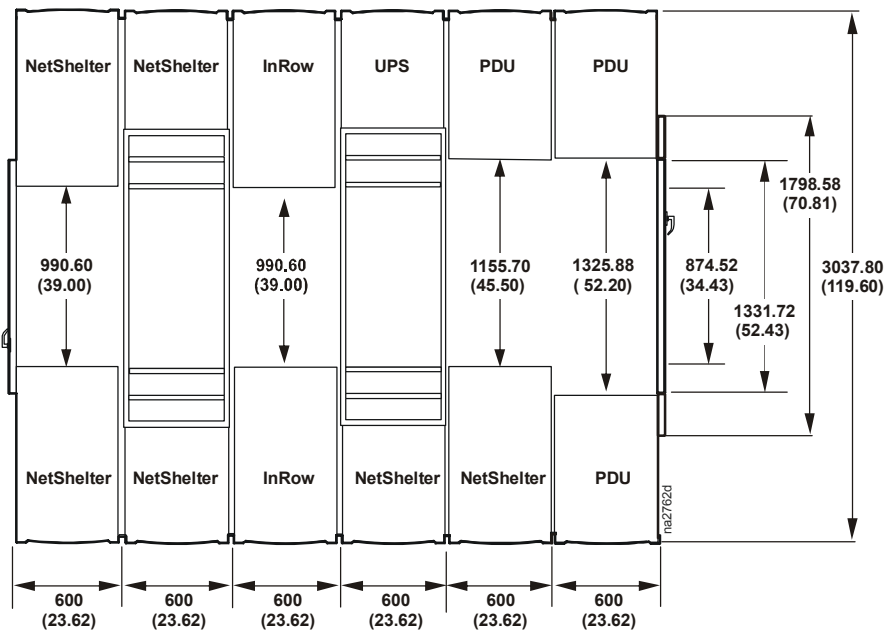 NetShelter
NetShelter
InRow
UPS
PDU
PDU
1798.58
(70.81)
990.60
(39.00)
990.60
(39.00)
1155.70
(45.50)
1325.88
( 52.20)
874.52
(34.43)
3037.80
(119.60)
1331.72
(52.43)
NetShelter
NetShelter
InRow
NetShelter
NetShelter
PDU
na2762d
600
(23.62)
600
(23.62)
600
(23.62)
600
(23.62)
600
(23.62)
600
(23.62)